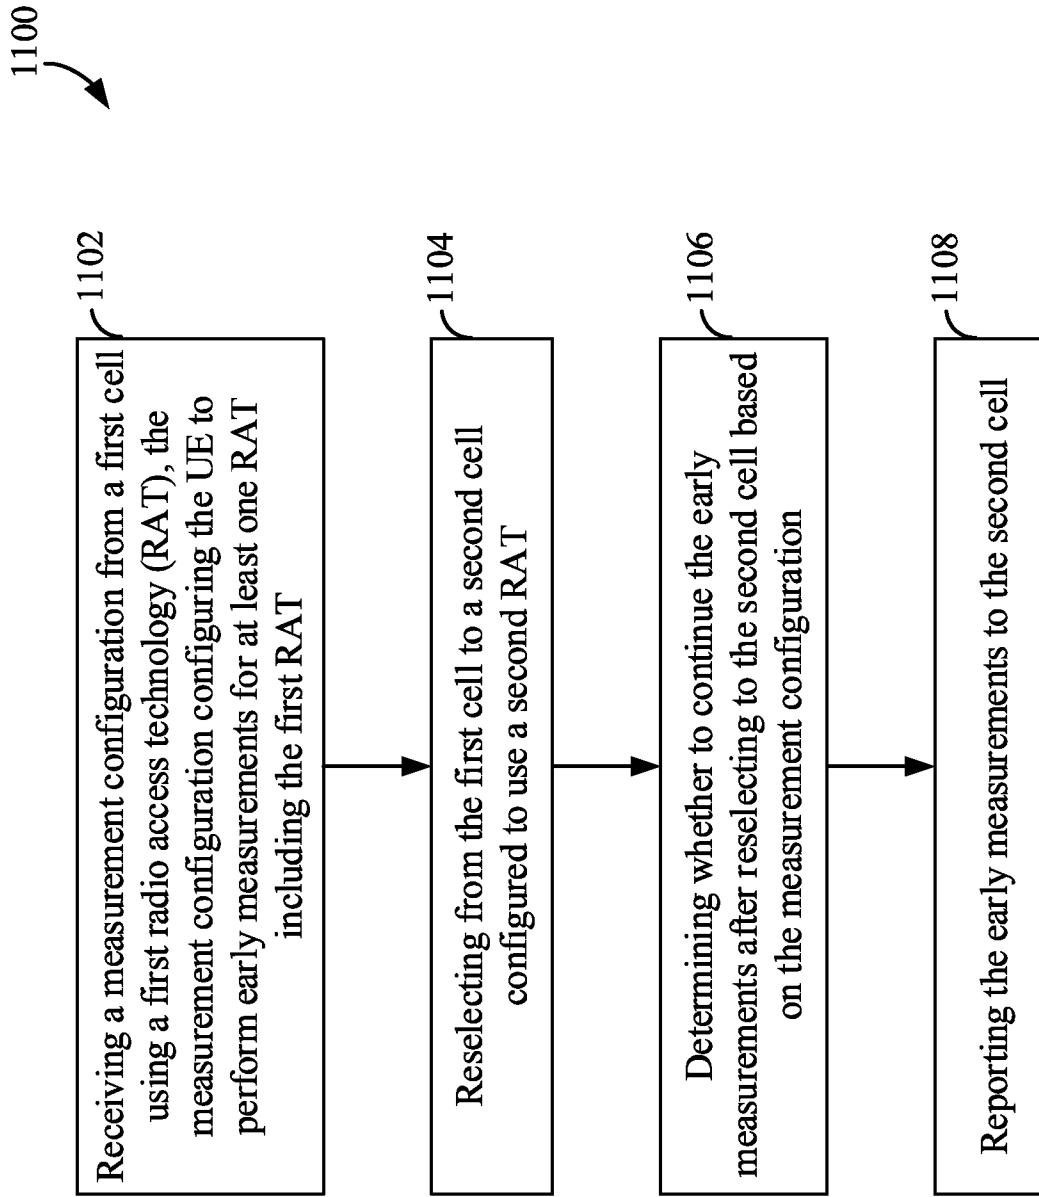 1100
1102
Receiving a measurement configuration from a first cell
using a first radio access technology (RAT), the
measurement configuration configuring the UE to
perform early measurements for at least one RAT
including the first RAT
1104
Reselecting from the first cell to a second cell
configured to use a second RAT
1106
Determining whether to continue the early
measurements after reselecting to the second cell based
on the measurement configuration
1108
Reporting the early measurements to the second cell